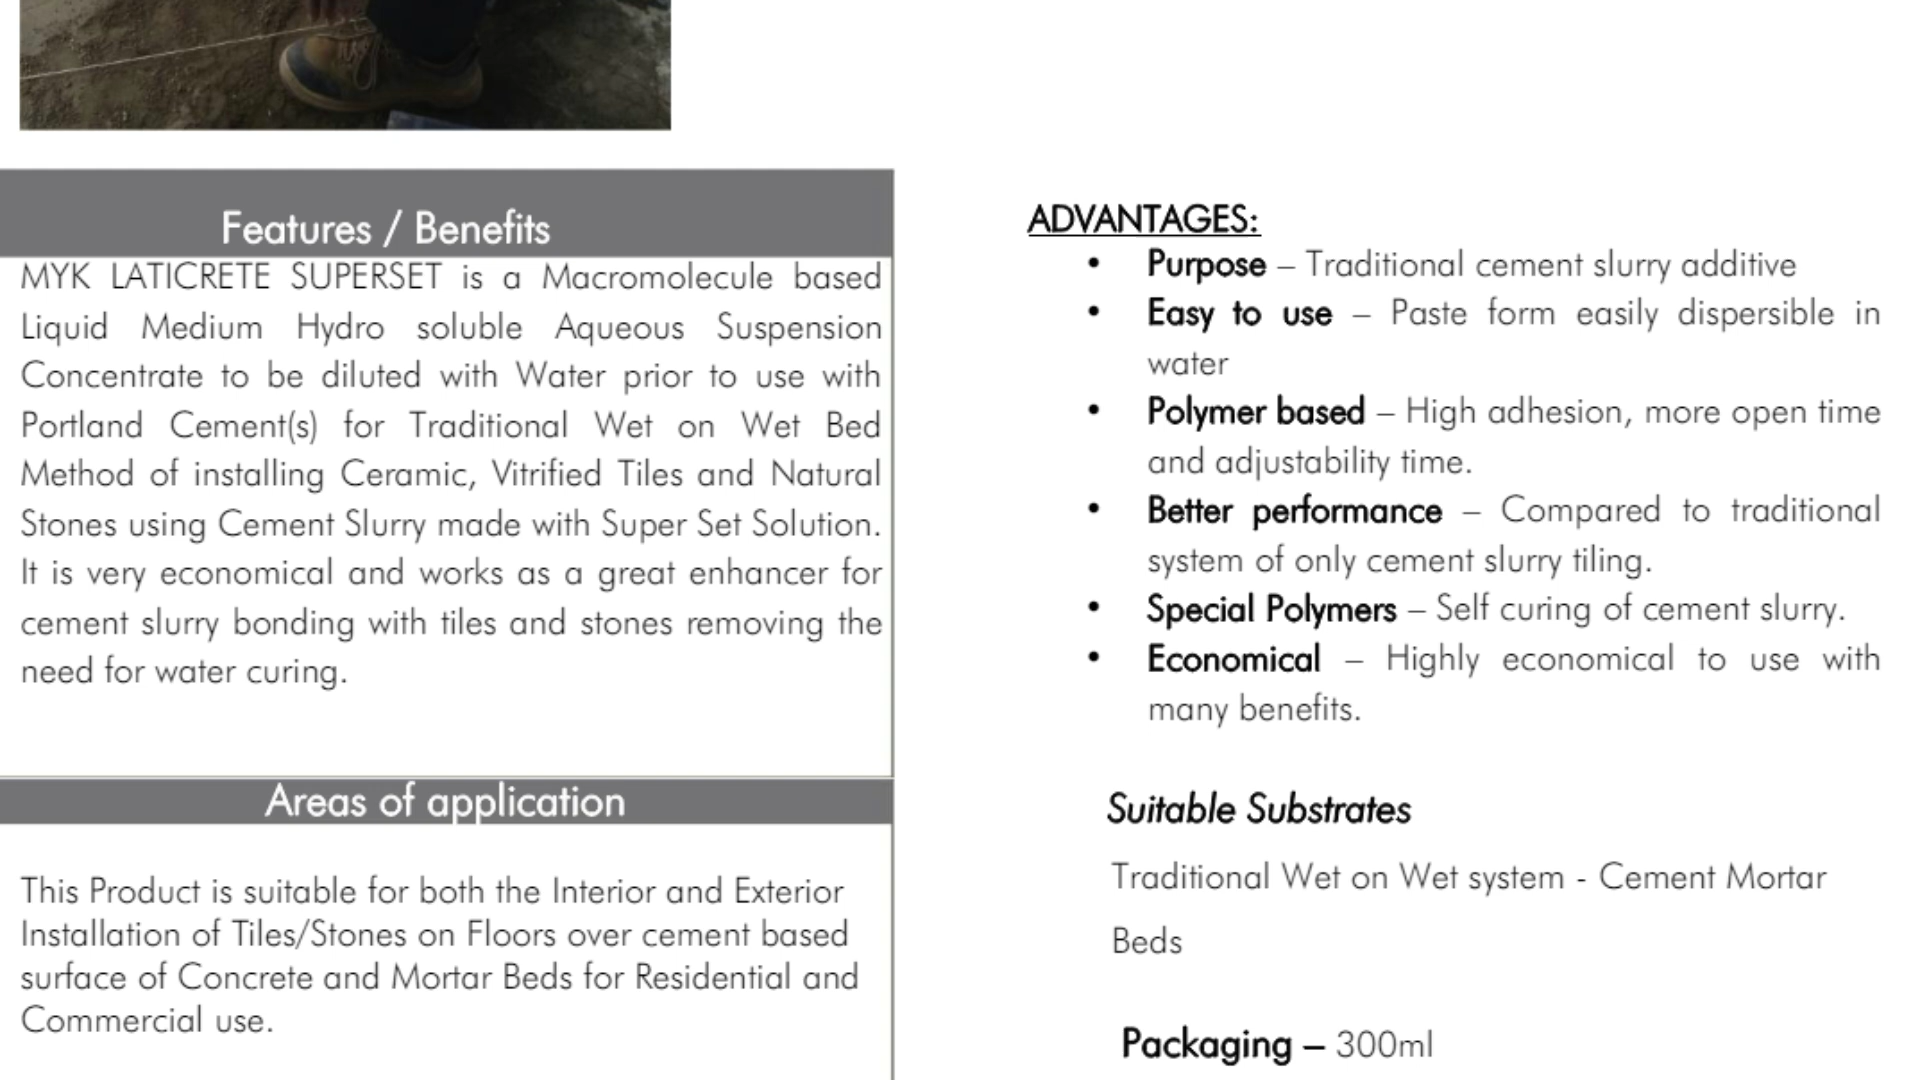 Features / Benefits
MYK LATICRETE SUPERSET is a Macromolecule based
Liquid Medium Hydro soluble Aqueous Suspension
Concentrate to be diluted with Water prior to use with
Portland Cement(s) for Traditional Wet on Wet Bed
Method of installing Ceramic, Vitrified Tiles and Natural
Stones using Cement Slurry made with Super Set Solution.
It is very economical and works as a great enhancer for
cement slurry bonding with tiles and stones removing the
need for water curing.
Areas of application
This Product is suitable for both the Interior and Exterior
Installation of Tiles/Stones on Floors over cement based
surface of Concrete and Mortar Beds for Residential and
Commercial use.
ADVANTAGES:
• Purpose – Traditional cement slurry additive
• Easy to use – Paste form easily dispersible in
water
• Polymer based – High adhesion, more open time
and adjustability time.
• Better performance – Compared to traditional
system of only cement slurry tiling.
• Special Polymers – Self curing of cement slurry.
• Economical – Highly economical to use with
many benefits.
Suitable Substrates
Traditional Wet on Wet system - Cement Mortar
Beds
Packaging – 300ml